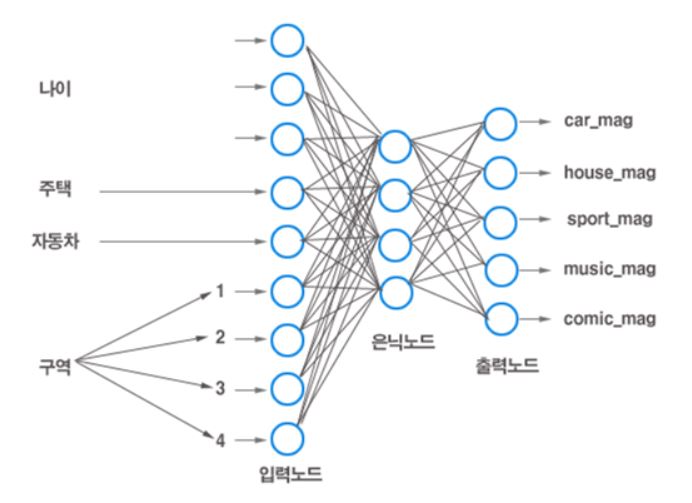 나이
주택
자동차
구역
1
2
3
4
입력노드
은닉노드
출력노드
car_mag
house_mag
sport_mag
music_mag
comic_mag